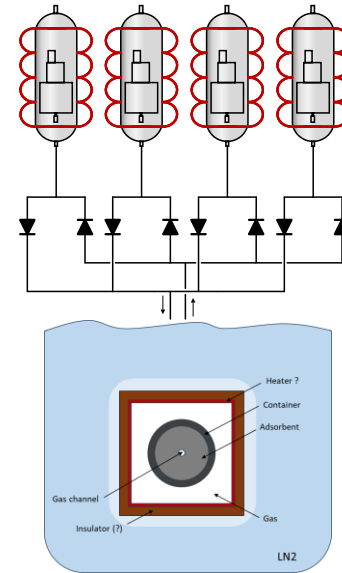 Heater ?
Container
Adsorbent
Gas channel
Gas
Insulator (?)
LN2